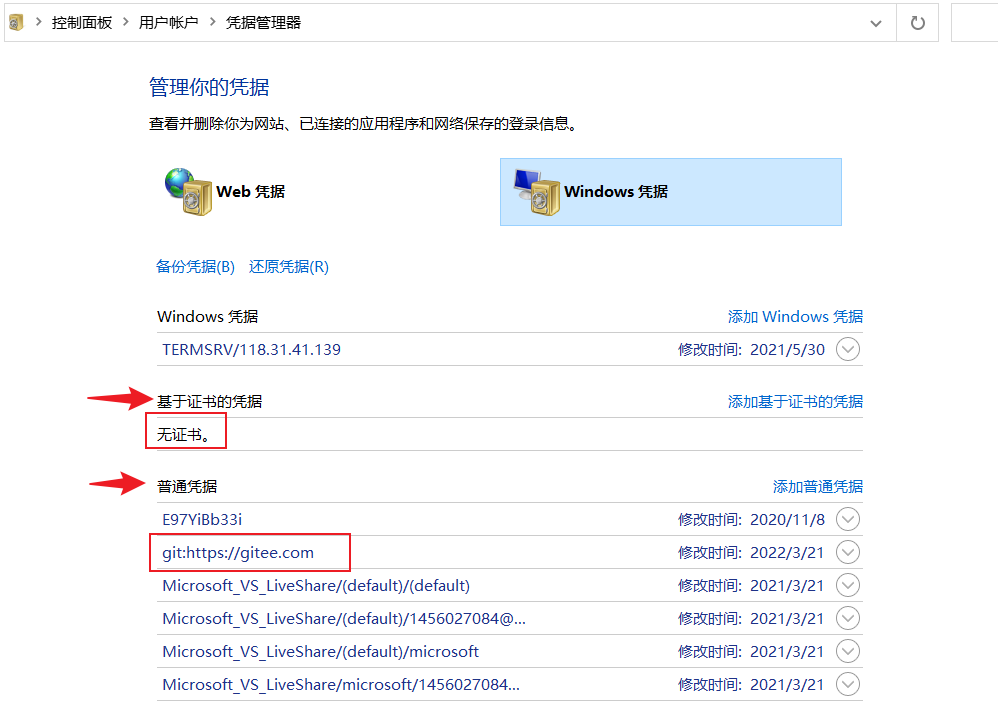 控制面板 > 用户帐户 > 凭据管理器
管理你的凭据
查看并删除你为网站、已连接的应用程序和网络保存的登录信息。
Web 凭据
Windows 凭据
备份凭据(B) 还原凭据(R)
Windows 凭据 添加 Windows 凭据
TERMSRV/118.31.41.139 修改时间: 2021/5/30
基于证书的凭据 添加基于证书的凭据
无证书。
普通凭据 添加普通凭据
E97YiBb33i 修改时间: 2020/11/8
git:https://gitee.com 修改时间: 2022/3/21
Microsoft_VS_LiveShare/(default)/(default) 修改时间: 2021/3/21
Microsoft_VS_LiveShare/(default)/1456027084@... 修改时间: 2021/3/21
Microsoft_VS_LiveShare/(default)/microsoft 修改时间: 2021/3/21
Microsoft_VS_LiveShare/microsoft/1456027084... 修改时间: 2021/3/21